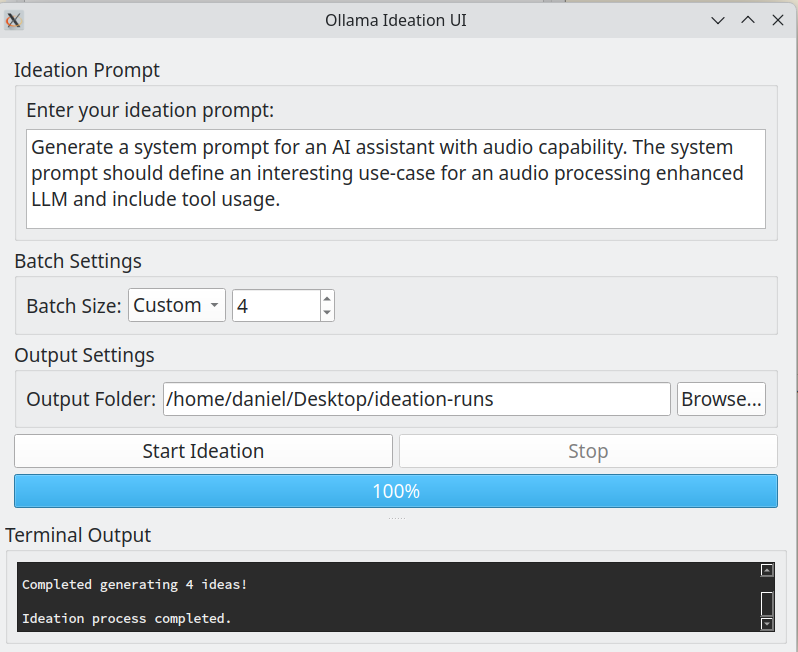 Ollama Ideation UI
Ideation Prompt
Enter your ideation prompt:
Generate a system prompt for an AI assistant with audio capability. The system
prompt should define an interesting use-case for an audio processing enhanced
LLM and include tool usage.
Batch Settings
Batch Size: Custom 4
Output Settings
Output Folder: /home/daniel/Desktop/ideation-runs Browse...
Start Ideation Stop
100%
Terminal Output
Completed generating 4 ideas!
Ideation process completed.